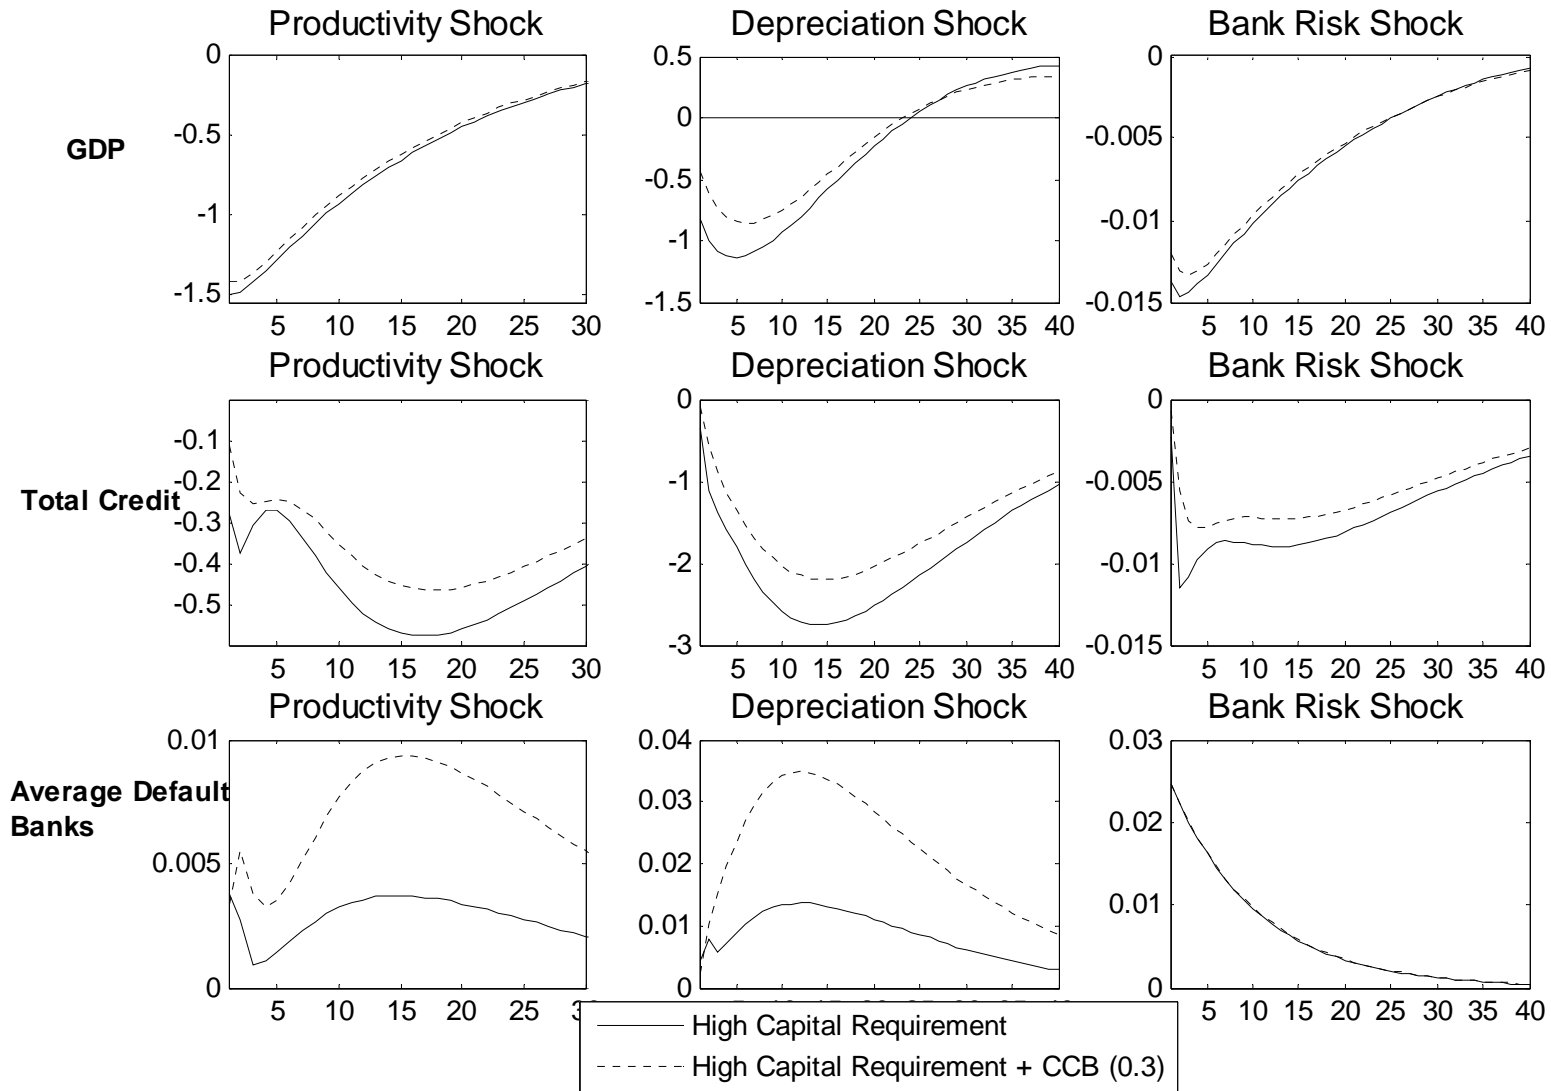 Productivity Shock Depreciation Shock Bank Risk Shock
GDP
0
-0.5
-1
-1.5
5 10 15 20 25 30
0.5
0
-0.5
-1
-1.5
5 10 15 20 25 30 35 40
0
-0.005
-0.01
-0.015
5 10 15 20 25 30 35 40
Productivity Shock Depreciation Shock Bank Risk Shock
Total Credit
-0.1
-0.2
-0.3
-0.4
-0.5
5 10 15 20 25 30
0
-1
-2
-3
5 10 15 20 25 30 35 40
0
-0.005
-0.01
-0.015
5 10 15 20 25 30 35 40
Productivity Shock Depreciation Shock Bank Risk Shock
Average Default
Banks
0.01
0.005
0
5 10 15 20 25
0.04
0.03
0.02
0.01
0
0.03
0.02
0.01
0
5 10 15 20 25 30 35 40
High Capital Requirement
High Capital Requirement + CCB (0.3)